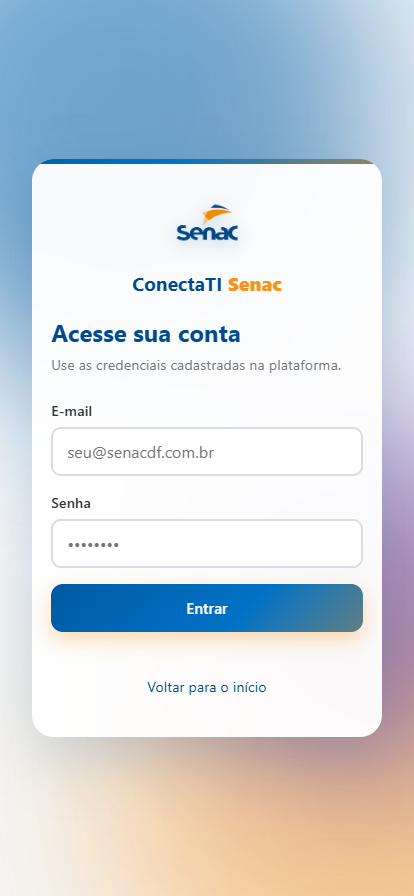 Senac
ConectaTI Senac
Acesse sua conta
Use as credenciais cadastradas na plataforma.
E-mail
seu@senacdf.com.br
Senha
••••••••
Entrar
Voltar para o início